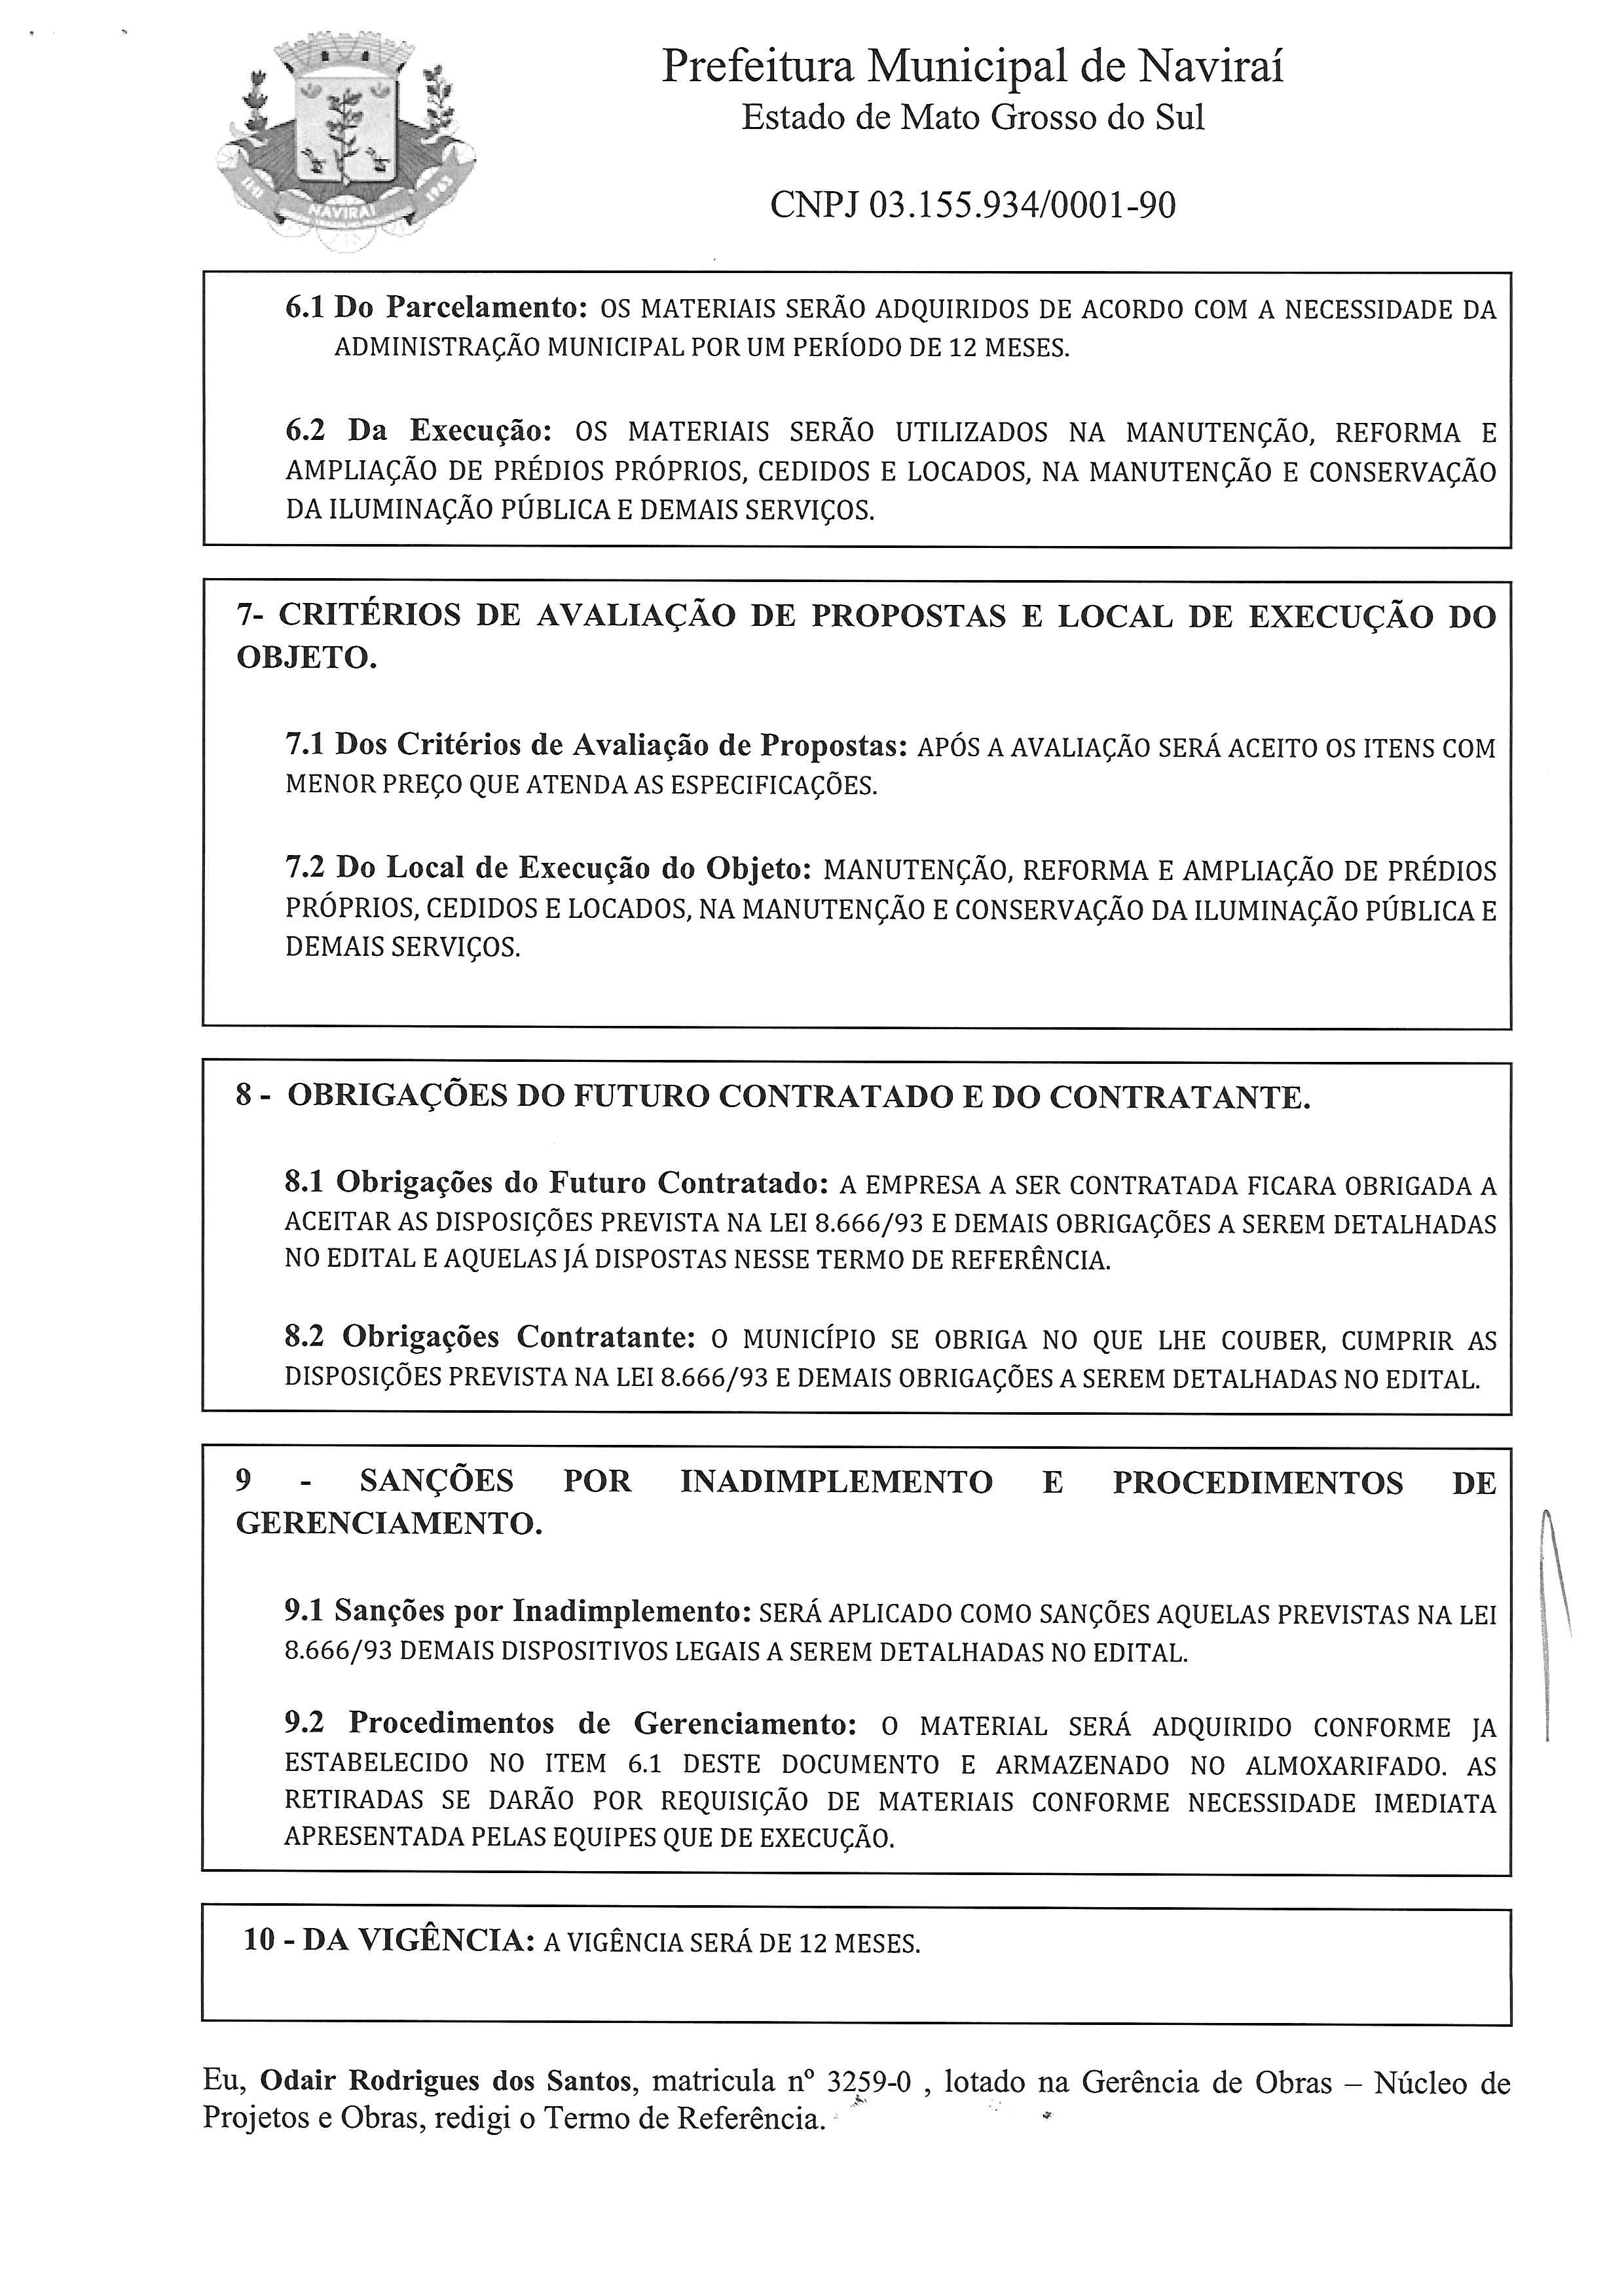 Prefeitura Municipal de Naviraí
Estado de Mato Grosso do Sul
CNPJ 03.155.934/0001-90
NAVIRAÍ
1963
6.1 Do Parcelamento: OS MATERIAIS SERÃO ADQUIRIDOS DE ACORDO COM A NECESSIDADE DA
ADMINISTRAÇÃO MUNICIPAL POR UM PERÍODO DE 12 MESES.
6.2 Da Execução: OS MATERIAIS SERÃO UTILIZADOS NA MANUTENÇÃO, REFORMA E
AMPLIAÇÃO DE PRÉDIOS PRÓPRIOS, CEDIDOS E LOCADOS, NA MANUTENÇÃO E CONSERVAÇÃO
DA ILUMINAÇÃO PÚBLICA E DEMAIS SERVIÇOS.
7- CRITÉRIOS DE AVALIAÇÃO DE PROPOSTAS E LOCAL DE EXECUÇÃO DO
OBJETO.
7.1 Dos Critérios de Avaliação de Propostas: APÓS A AVALIAÇÃO SERÁ ACEITO OS ITENS COM
MENOR PREÇO QUE ATENDA AS ESPECIFICAÇÕES.
7.2 Do Local de Execução do Objeto: MANUTENÇÃO, REFORMA E AMPLIAÇÃO DE PRÉDIOS
PRÓPRIOS, CEDIDOS E LOCADOS, NA MANUTENÇÃO E CONSERVAÇÃO DA ILUMINAÇÃO PÚBLICA E
DEMAIS SERVIÇOS.
8 - OBRIGAÇÕES DO FUTURO CONTRATADO E DO CONTRATANTE.
8.1 Obrigações do Futuro Contratado: A EMPRESA A SER CONTRATADA FICARA OBRIGADA A
ACEITAR AS DISPOSIÇÕES PREVISTA NA LEI 8.666/93 E DEMAIS OBRIGAÇÕES A SEREM DETALHADAS
NO EDITAL E AQUELAS JÁ DISPOSTAS NESSE TERMO DE REFERÊNCIA.
8.2 Obrigações Contratante: O MUNICÍPIO SE OBRIGA NO QUE LHE COUBER, CUMPRIR AS
DISPOSIÇÕES PREVISTA NA LEI 8.666/93 E DEMAIS OBRIGAÇÕES A SEREM DETALHADAS NO EDITAL.
9 - SANÇÕES POR INADIMPLEMENTO E PROCEDIMENTOS DE
GERENCIAMENTO.
9.1 Sanções por Inadimplemento: SERÁ APLICADO COMO SANÇÕES AQUELAS PREVISTAS NA LEI
8.666/93 DEMAIS DISPOSITIVOS LEGAIS A SEREM DETALHADAS NO EDITAL.
9.2 Procedimentos de Gerenciamento: O MATERIAL SERÁ ADQUIRIDO CONFORME JA
ESTABELECIDO NO ITEM 6.1 DESTE DOCUMENTO E ARMAZENADO NO ALMOXARIFADO. AS
RETIRADAS SE DARÃO POR REQUISIÇÃO DE MATERIAIS CONFORME NECESSIDADE IMEDIATA
APRESENTADA PELAS EQUIPES QUE DE EXECUÇÃO.
10 - DA VIGÊNCIA: A VIGÊNCIA SERÁ DE 12 MESES.
Eu, Odair Rodrigues dos Santos, matricula nº 3259-0 , lotado na Gerência de Obras – Núcleo de
Projetos e Obras, redigi o Termo de Referência.